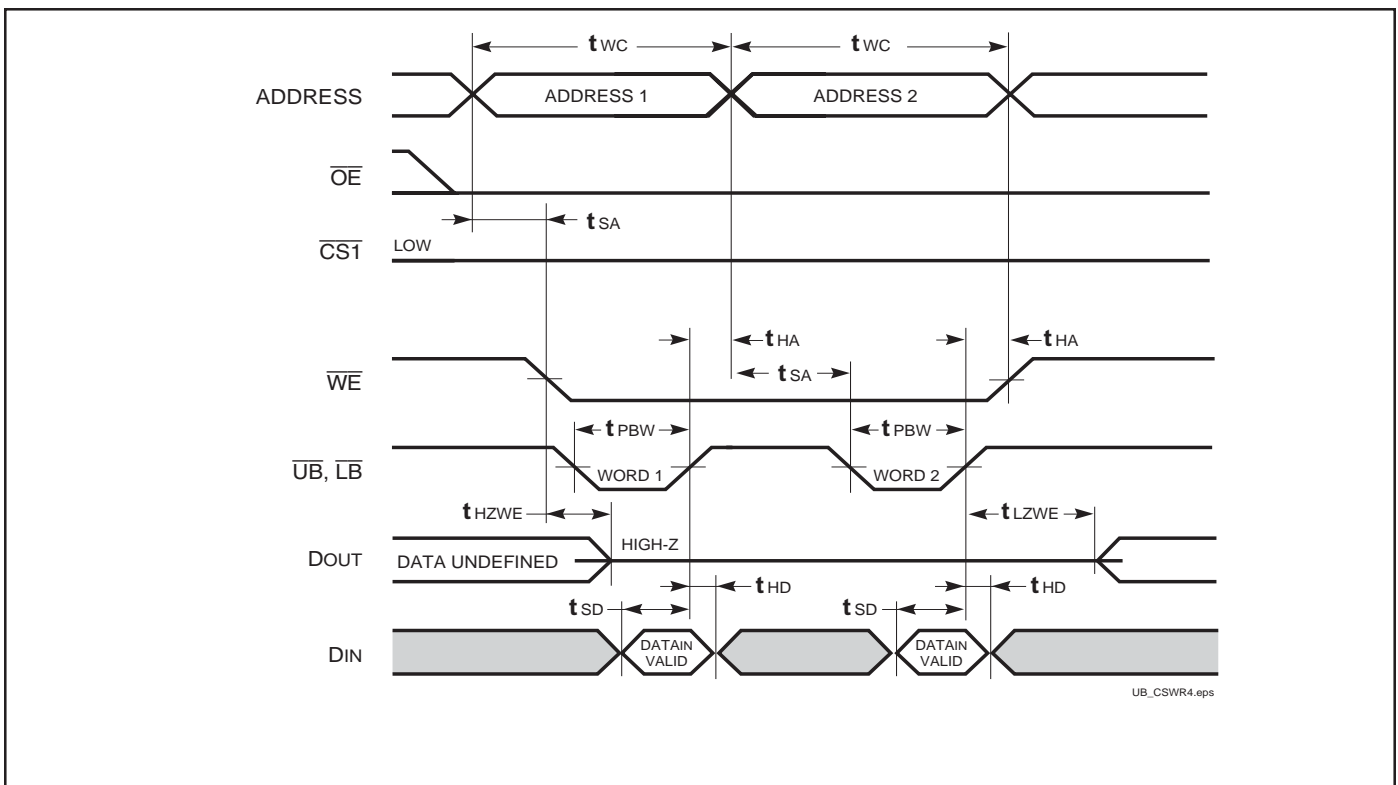 tWC tWC
ADDRESS ADDRESS 1 ADDRESS 2
OE
tSA
CS1 LOW
tHA tHA
tSA
WE
tPBW tPBW
UB, LB WORD 1 WORD 2
tHZWE tLZWE
HIGH-Z
DOUT DATA UNDEFINED
tHD tHD
tSD tSD
DIN DATAIN VALID DATAIN VALID
UB_CSWR4.eps